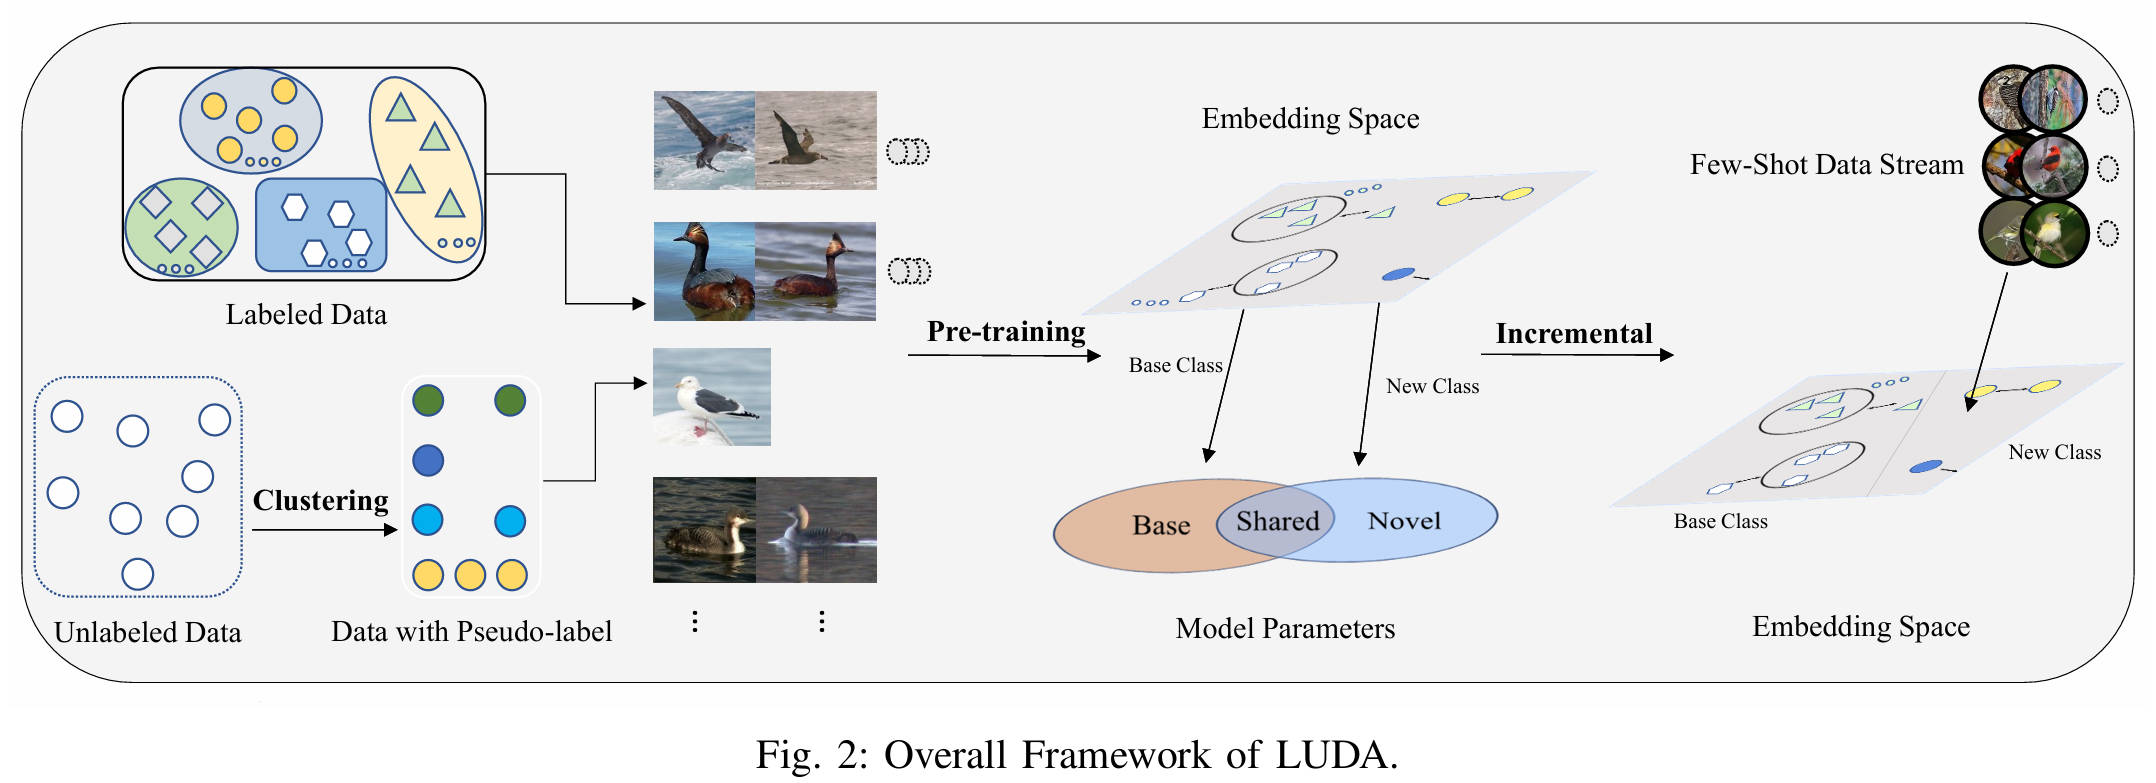 Labeled Data
Unlabeled Data
Clustering
Data with Pseudo-label
Pre-training
Embedding Space
Base Class
New Class
Base
Shared
Novel
Model Parameters
Incremental
Few-Shot Data Stream
New Class
Base Class
Embedding Space
Fig. 2: Overall Framework of LUDA.